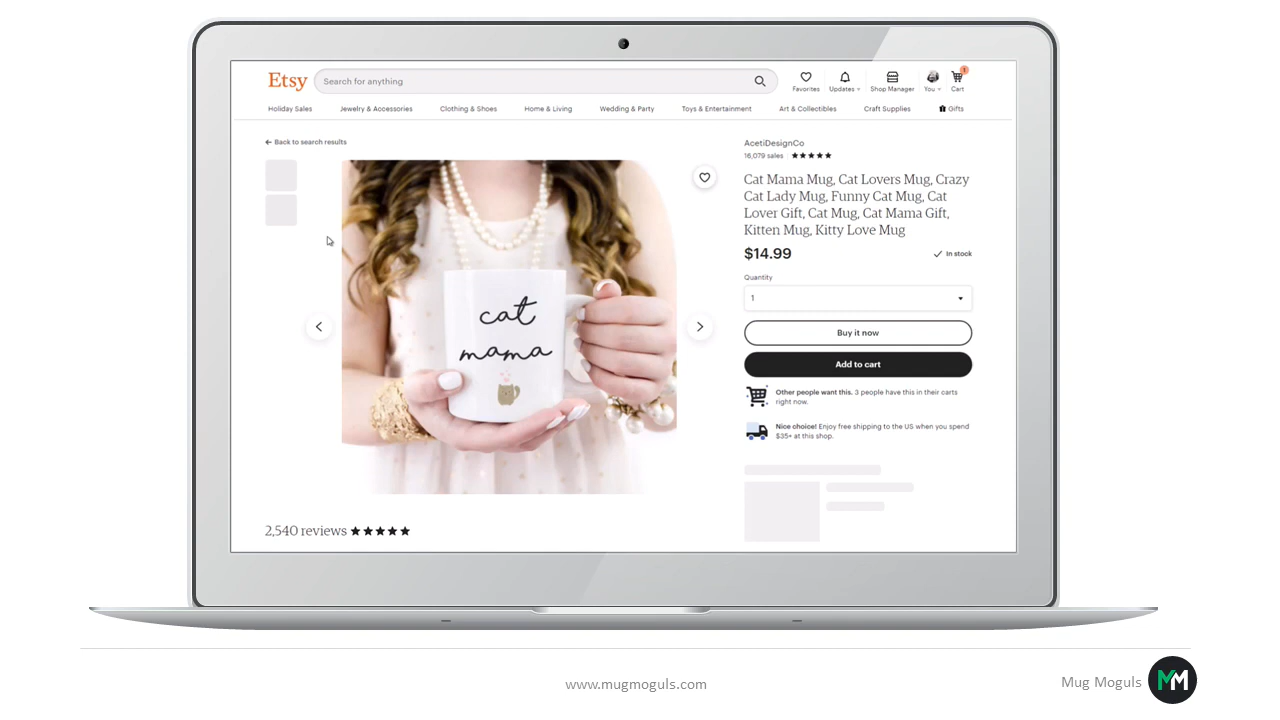 Etsy
Search for anything
Favorites
Updates
Shop Manager
You
1
Cart
Holiday Sales
Jewelry & Accessories
Clothing & Shoes
Home & Living
Wedding & Party
Toys & Entertainment
Art & Collectibles
Craft Supplies
Gifts
Back to search results
cat
mama
2,540 reviews
AcetiDesignCo
16,079 sales
Cat Mama Mug, Cat Lovers Mug, Crazy
Cat Lady Mug, Funny Cat Mug, Cat
Lover Gift, Cat Mug, Cat Mama Gift,
Kitten Mug, Kitty Love Mug
$14.99
In stock
Quantity
1
Buy it now
Add to cart
Other people want this. 3 people have this in their carts
right now.
Nice choice! Enjoy free shipping to the US when you spend
$35+ at this shop.
www.mugmoguls.com
Mug Moguls
MM